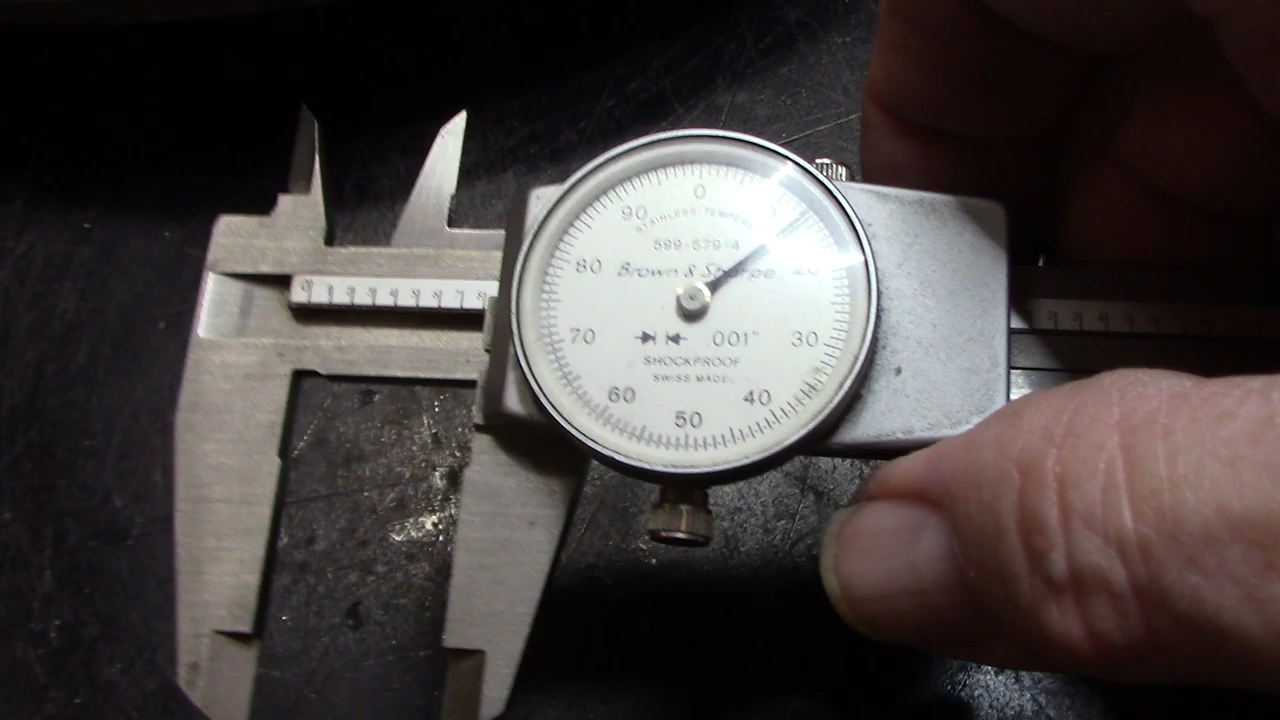 0
90
80
20
STAINLESS TEMPERED
599-579-4
Brown & Sharpe
70
30
.001"
SHOCKPROOF
SWISS MADE
60
40
50